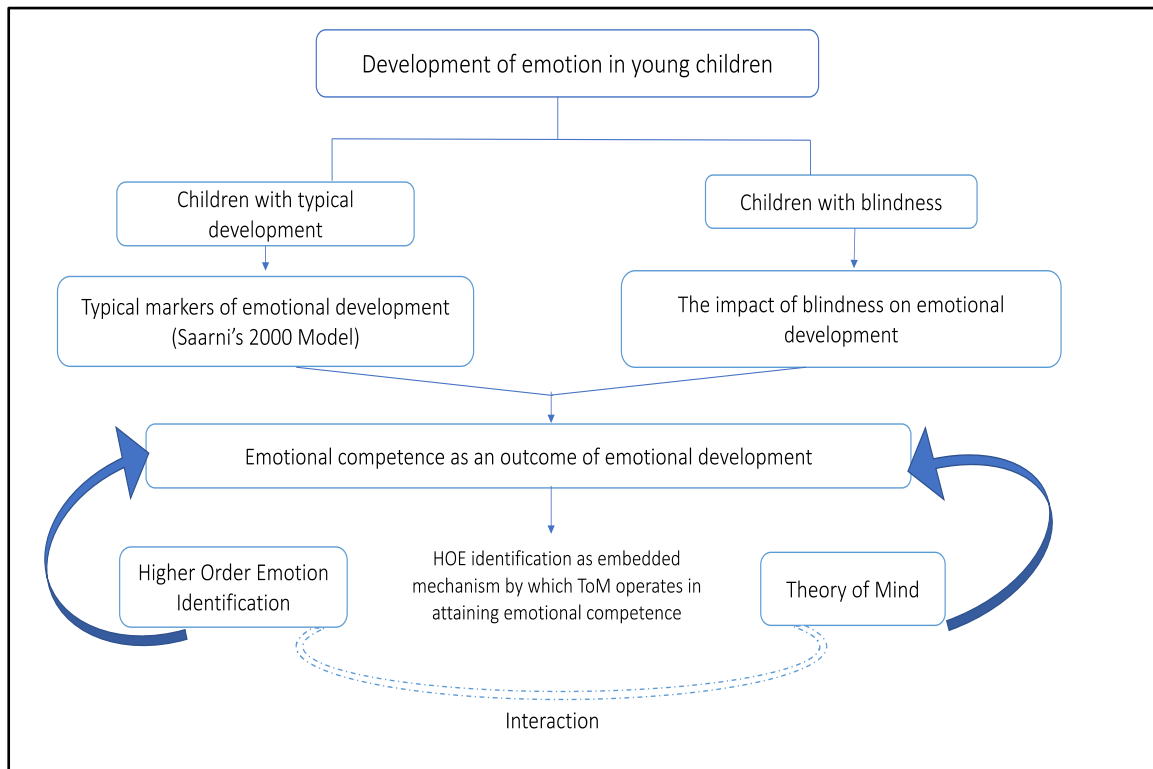 Development of emotion in young children
Children with typical
development
Children with blindness
Typical markers of emotional development
(Saarni’s 2000 Model)
The impact of blindness on emotional
development
Emotional competence as an outcome of emotional development
Higher Order Emotion
Identification
HOE identification as embedded
mechanism by which ToM operates in
attaining emotional competence
Theory of Mind
Interaction